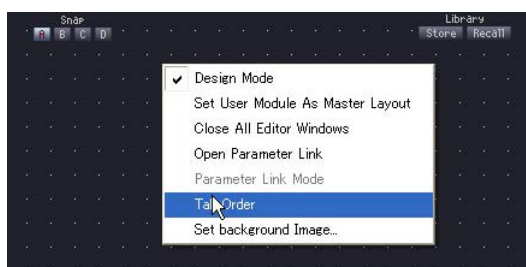 Snap
A B C D
Library
Store Recall
Design Mode
Set User Module As Master Layout
Close All Editor Windows
Open Parameter Link
Parameter Link Mode
Tab Order
Set background Image...